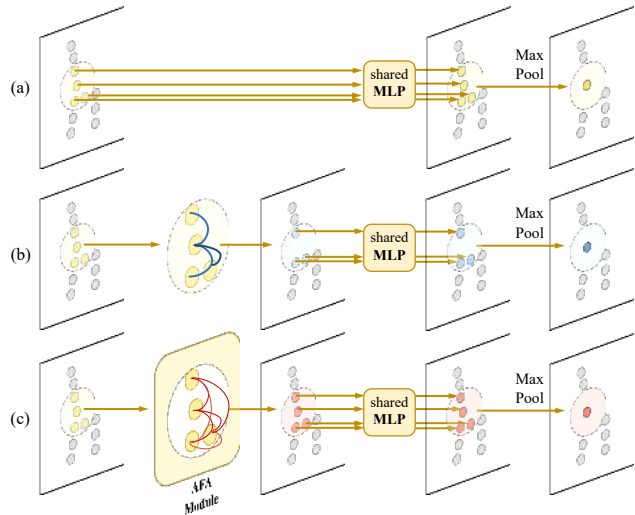 (a)
shared
MLP
Max
Pool
(b)
shared
MLP
Max
Pool
(c)
AFA
Module
shared
MLP
Max
Pool